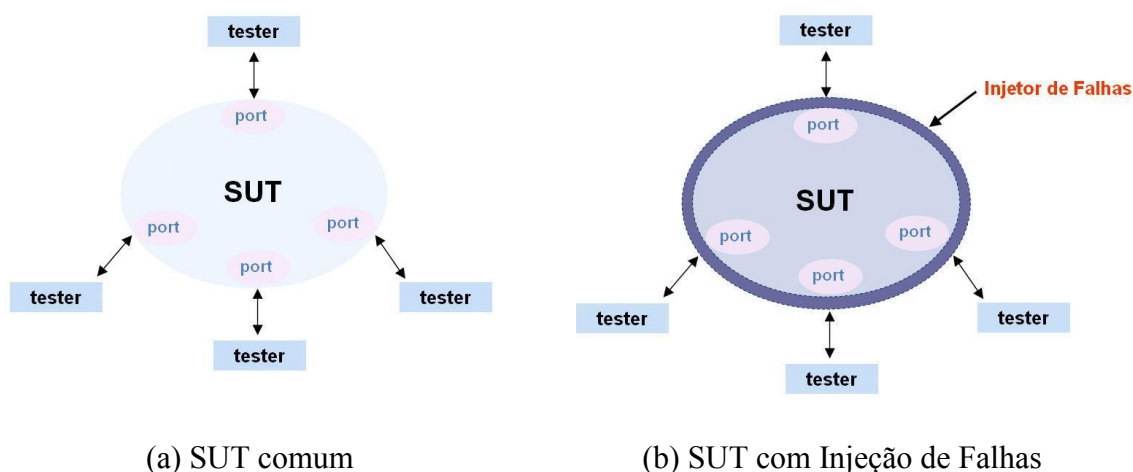 tester
port
SUT
port
port
port
tester
tester
tester
(a) SUT comum
tester
Injetor de Falhas
port
SUT
port
port
port
tester
tester
tester
(b) SUT com Injeção de Falhas